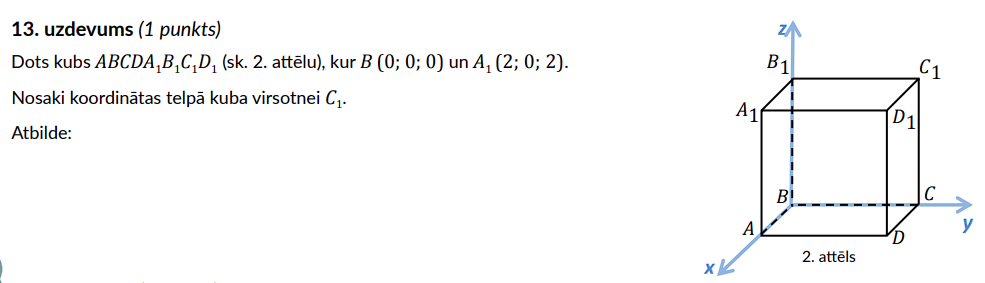 13. uzdevums (1 punkts)
Dots kubs ABCDA₁B₁C₁D₁ (sk. 2. attēlu), kur B (0; 0; 0) un A₁ (2; 0; 2).
Nosaki koordinātas telpā kuba virsotnei C₁.
Atbilde:
z
B₁
C₁
A₁
D₁
B
C
A
D
y
x
2. attēls